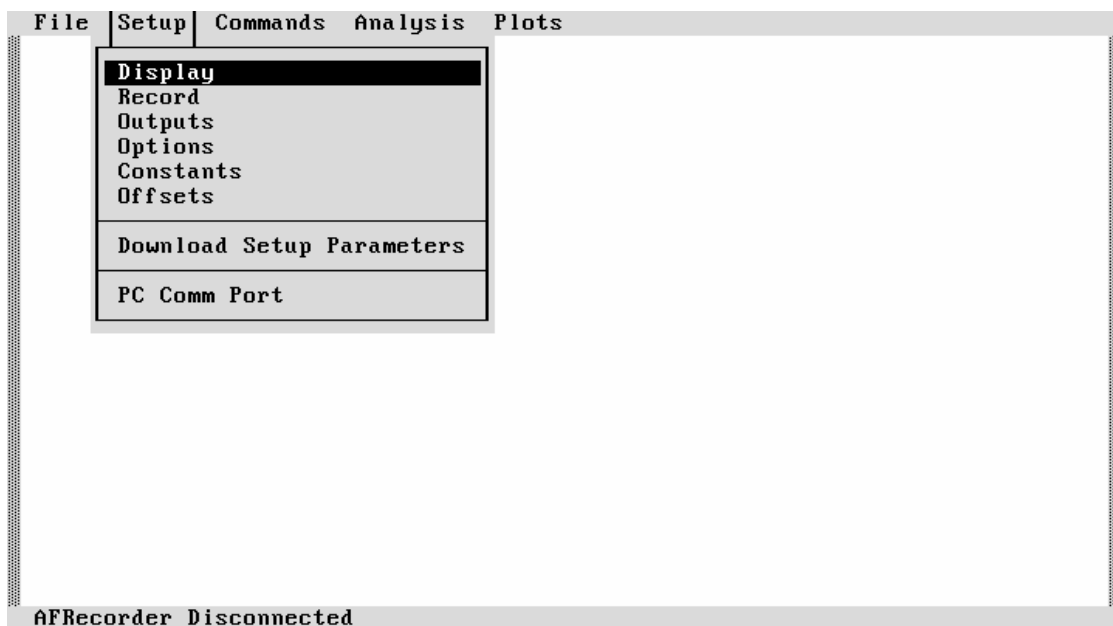 File Setup Commands Analysis Plots
Display
Record
Outputs
Options
Constants
Offsets
Download Setup Parameters
PC Comm Port
AFRecorder Disconnected